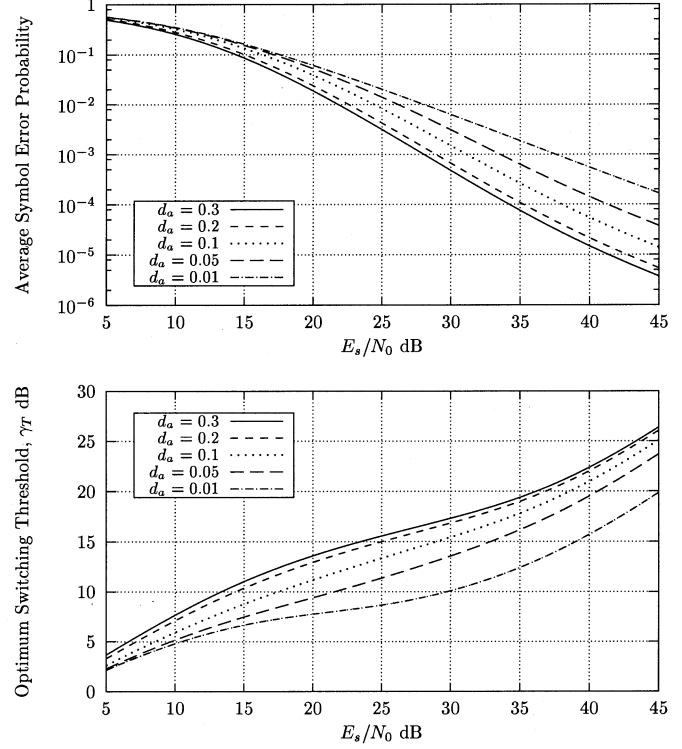 Average Symbol Error Probability
1
10⁻¹
10⁻²
10⁻³
10⁻⁴
10⁻⁵
10⁻⁶
d_a = 0.3
d_a = 0.2
d_a = 0.1
d_a = 0.05
d_a = 0.01
5 10 15 20 25 30 35 40 45
E_s/N_0 dB
Optimum Switching Threshold, γ_T dB
30
25
20
15
10
5
0
d_a = 0.3
d_a = 0.2
d_a = 0.1
d_a = 0.05
d_a = 0.01
5 10 15 20 25 30 35 40 45
E_s/N_0 dB